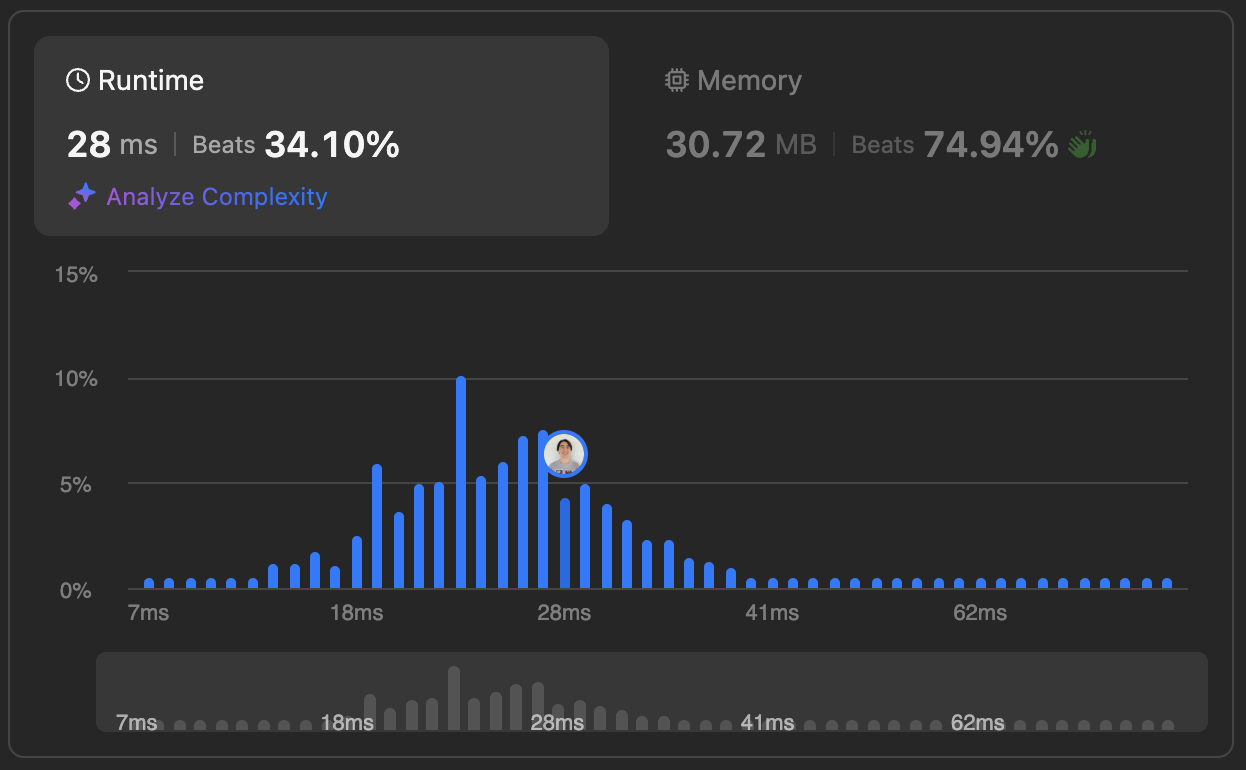 Runtime
28 ms | Beats 34.10%
Analyze Complexity
Memory
30.72 MB | Beats 74.94%
15%
10%
5%
0%
7ms 18ms 28ms 41ms 62ms
7ms 18ms 28ms 41ms 62ms